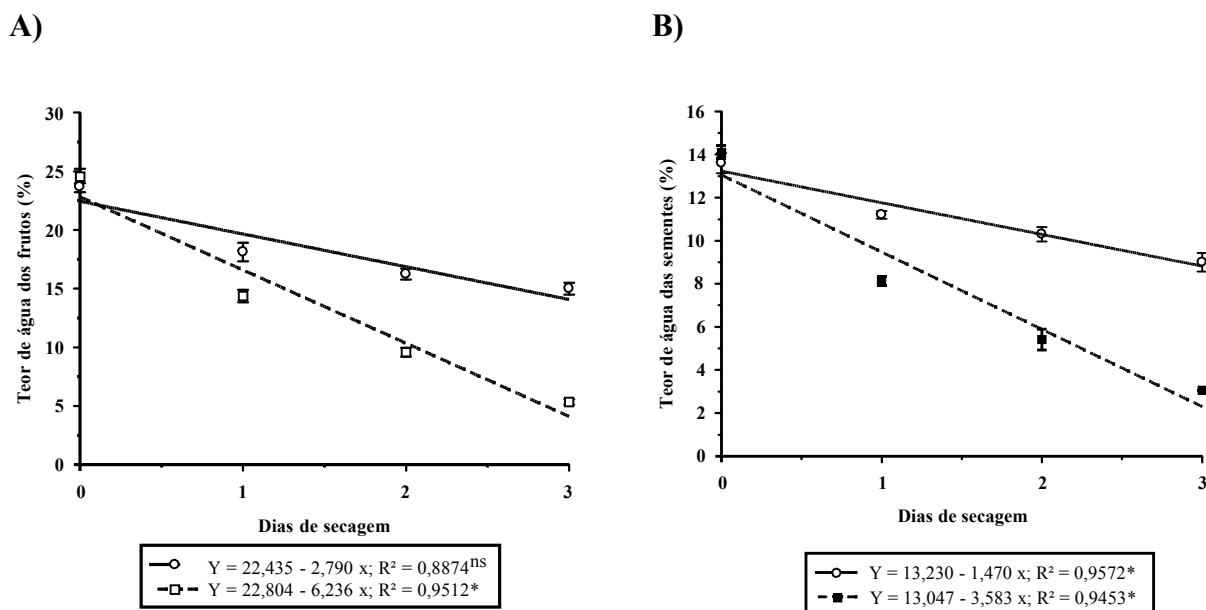 A)
B)
Teor de água dos frutos (%)
30
25
20
15
10
5
0
0
1
2
3
Dias de secagem
Y = 22,435 - 2,790 x; R² = 0,8874ns
Y = 22,804 - 6,236 x; R² = 0,9512*
Teor de água das sementes (%)
16
14
12
10
8
6
4
2
0
0
1
2
3
Dias de secagem
Y = 13,230 - 1,470 x; R² = 0,9572*
Y = 13,047 - 3,583 x; R² = 0,9453*